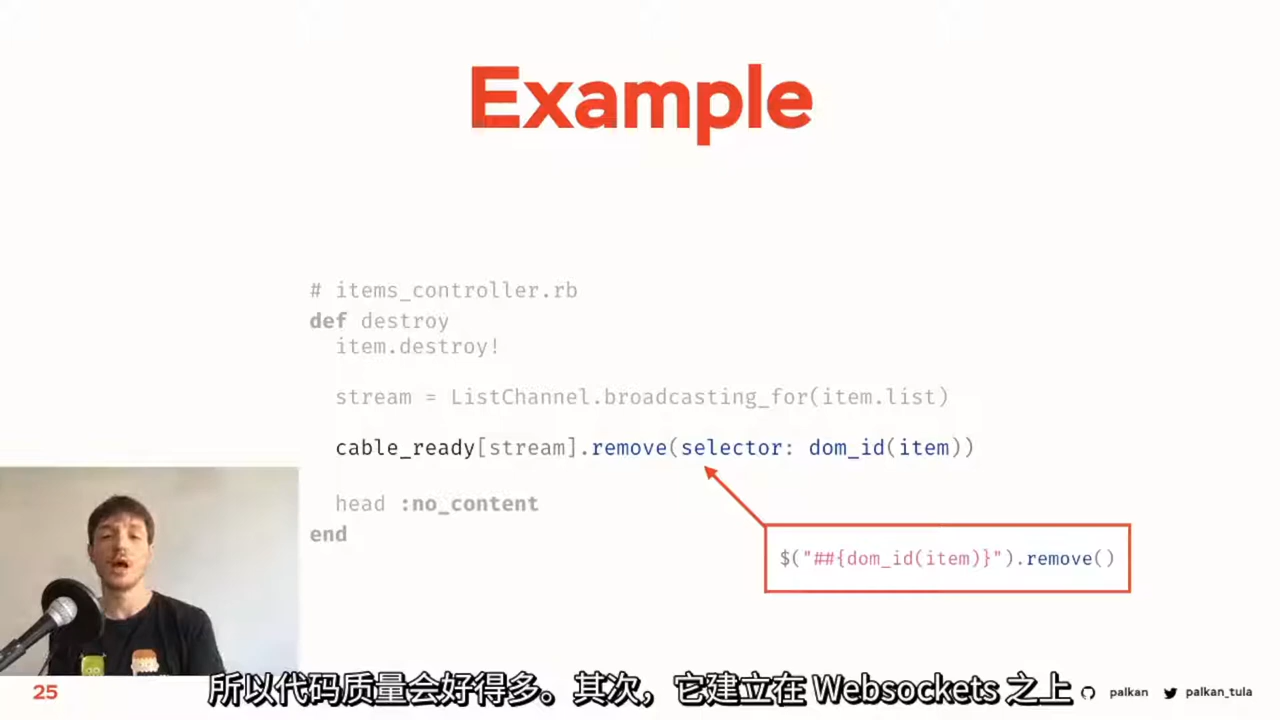 Example
# items_controller.rb
def destroy
item.destroy!
stream = ListChannel.broadcasting_for(item.list)
cable_ready[stream].remove(selector: dom_id(item))
head :no_content
end
$("##{dom_id(item)}").remove()
所以代码质量会好得多。其次，它建立在 Websockets 之上
25
palkan
palkan_tula